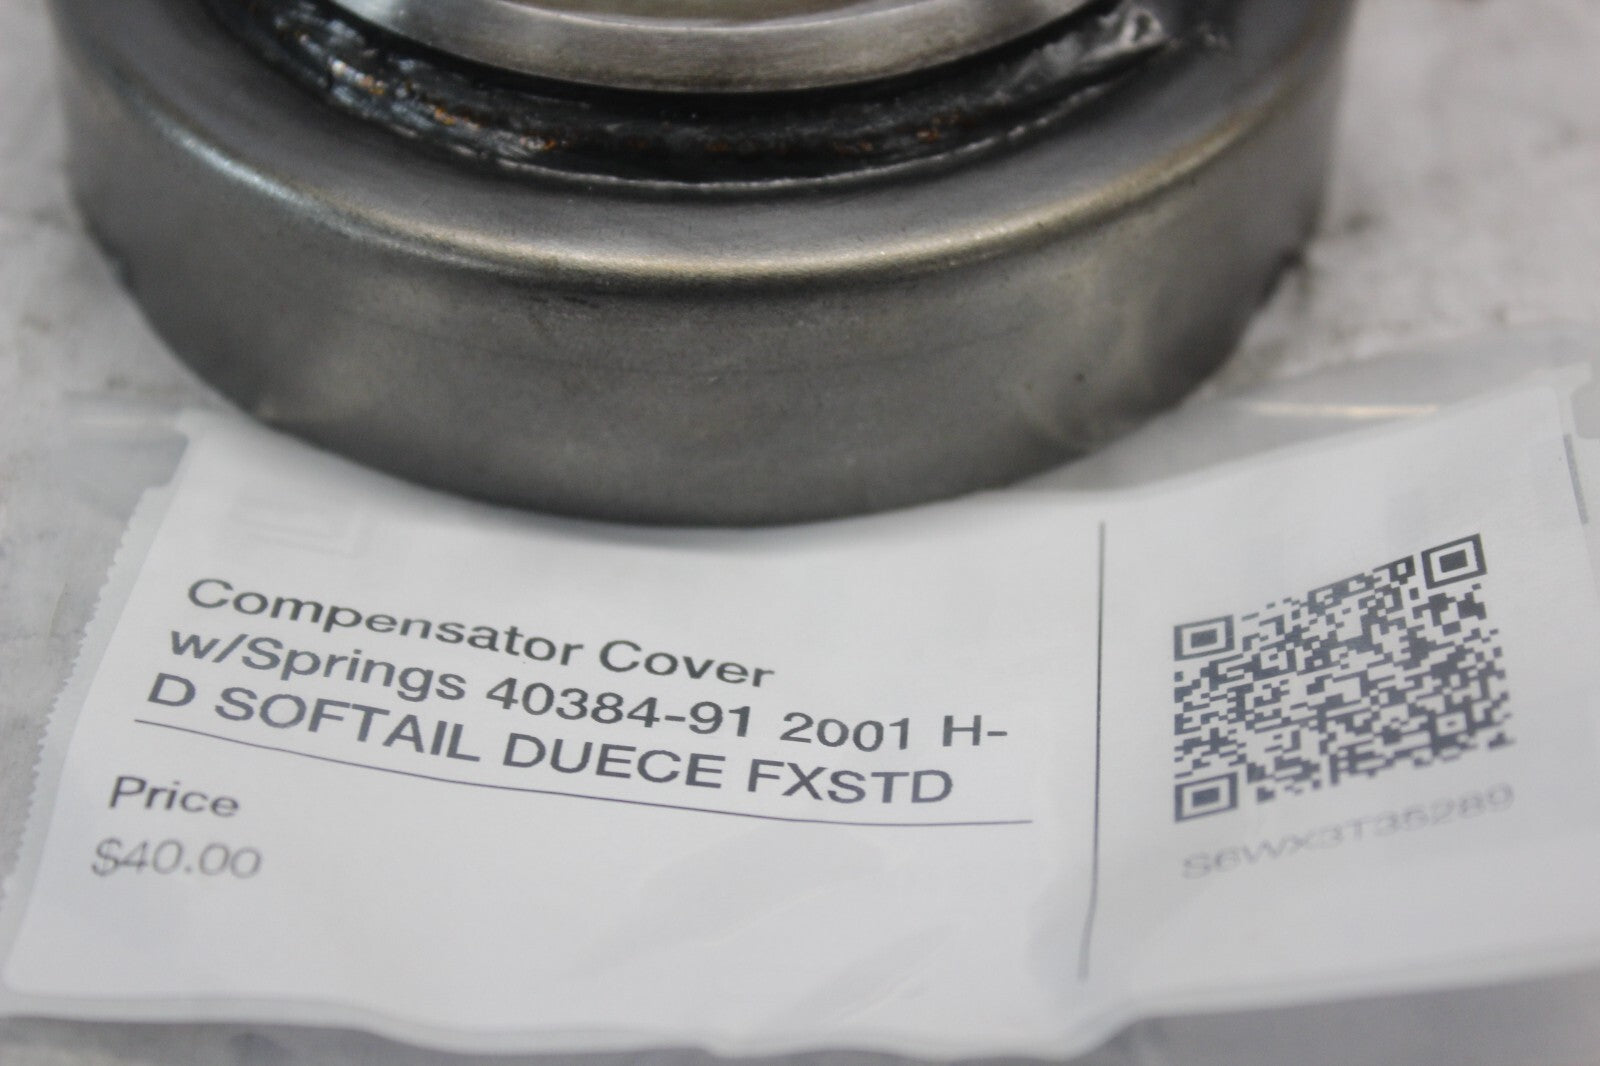 Compensator Cover
w/Springs 40384-91 2001 H-
D SOFTAIL DUECE FXSTD
Price
$40.00
S6WX3T35289